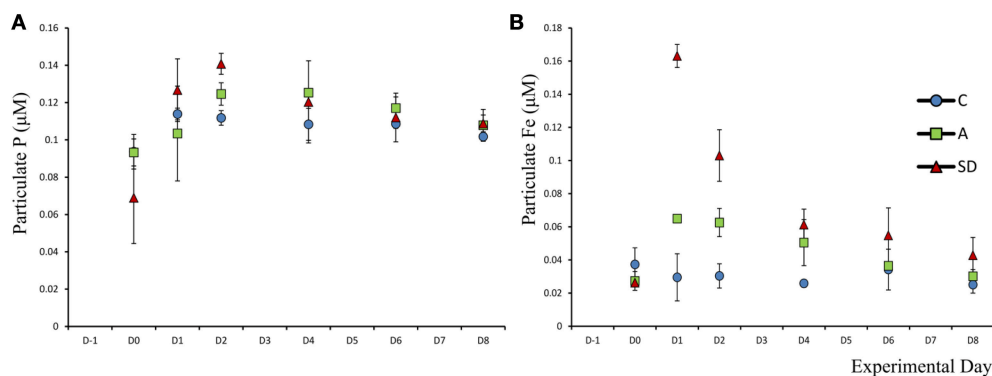 A
Particulate P (μM)
0.16
0.14
0.12
0.1
0.08
0.06
0.04
0.02
0
D-1 D0 D1 D2 D3 D4 D5 D6 D7 D8
B
Particulate Fe (μM)
0.18
0.16
0.14
0.12
0.1
0.08
0.06
0.04
0.02
0
D-1 D0 D1 D2 D3 D4 D5 D6 D7 D8
C
A
SD
Experimental Day